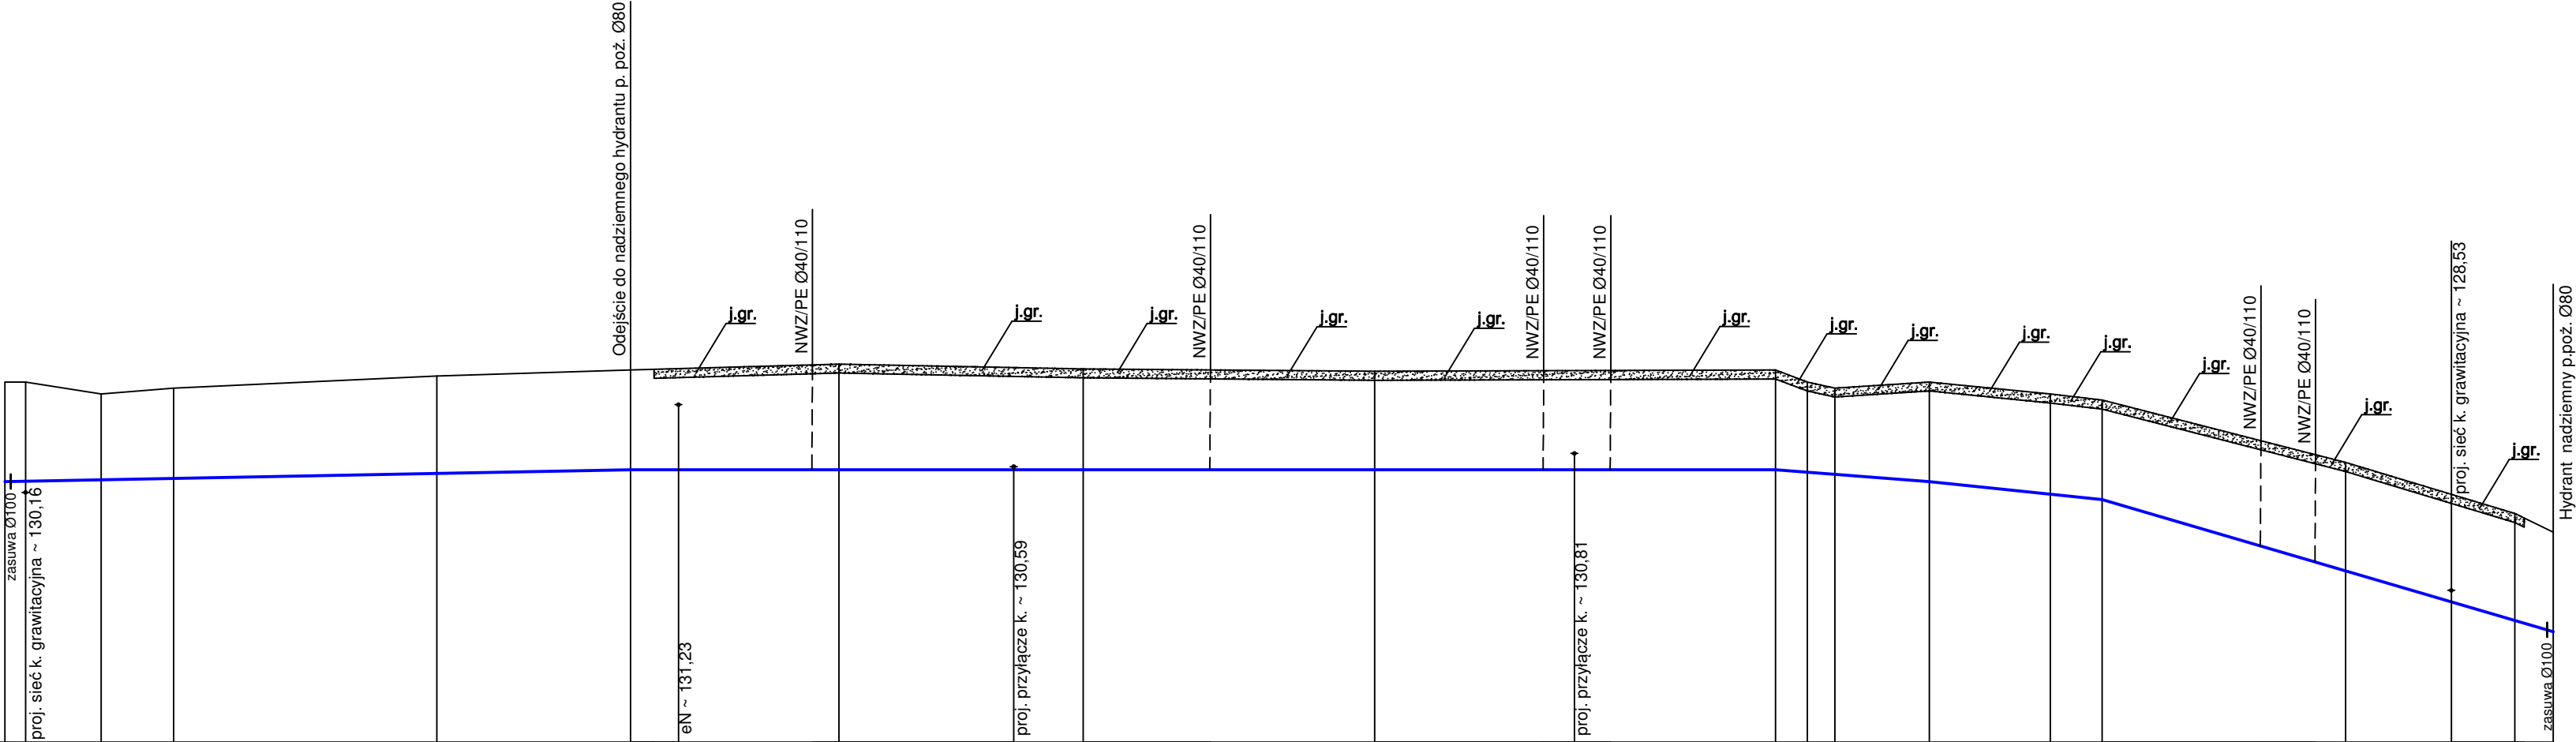 zasuwa Ø100
proj. sieć k. grawitacyjna ~ 130,16
Odejście do nadziemnego hydrantu p. poż. Ø80
eN ~ 131,23
j.gr.
NWZ/PE Ø40/110
j.gr.
proj. przyłącze k. ~ 130,59
j.gr.
NWZ/PE Ø40/110
j.gr.
j.gr.
NWZ/PE Ø40/110
proj. przyłącze k. ~ 130,81
NWZ/PE Ø40/110
j.gr.
j.gr.
j.gr.
j.gr.
j.gr.
j.gr.
NWZ/PE Ø40/110
NWZ/PE Ø40/110
j.gr.
proj. sieć k. grawitacyjna ~ 128,53
j.gr.
zasuwa Ø100
Hydrant nadziemny p.poż. Ø80